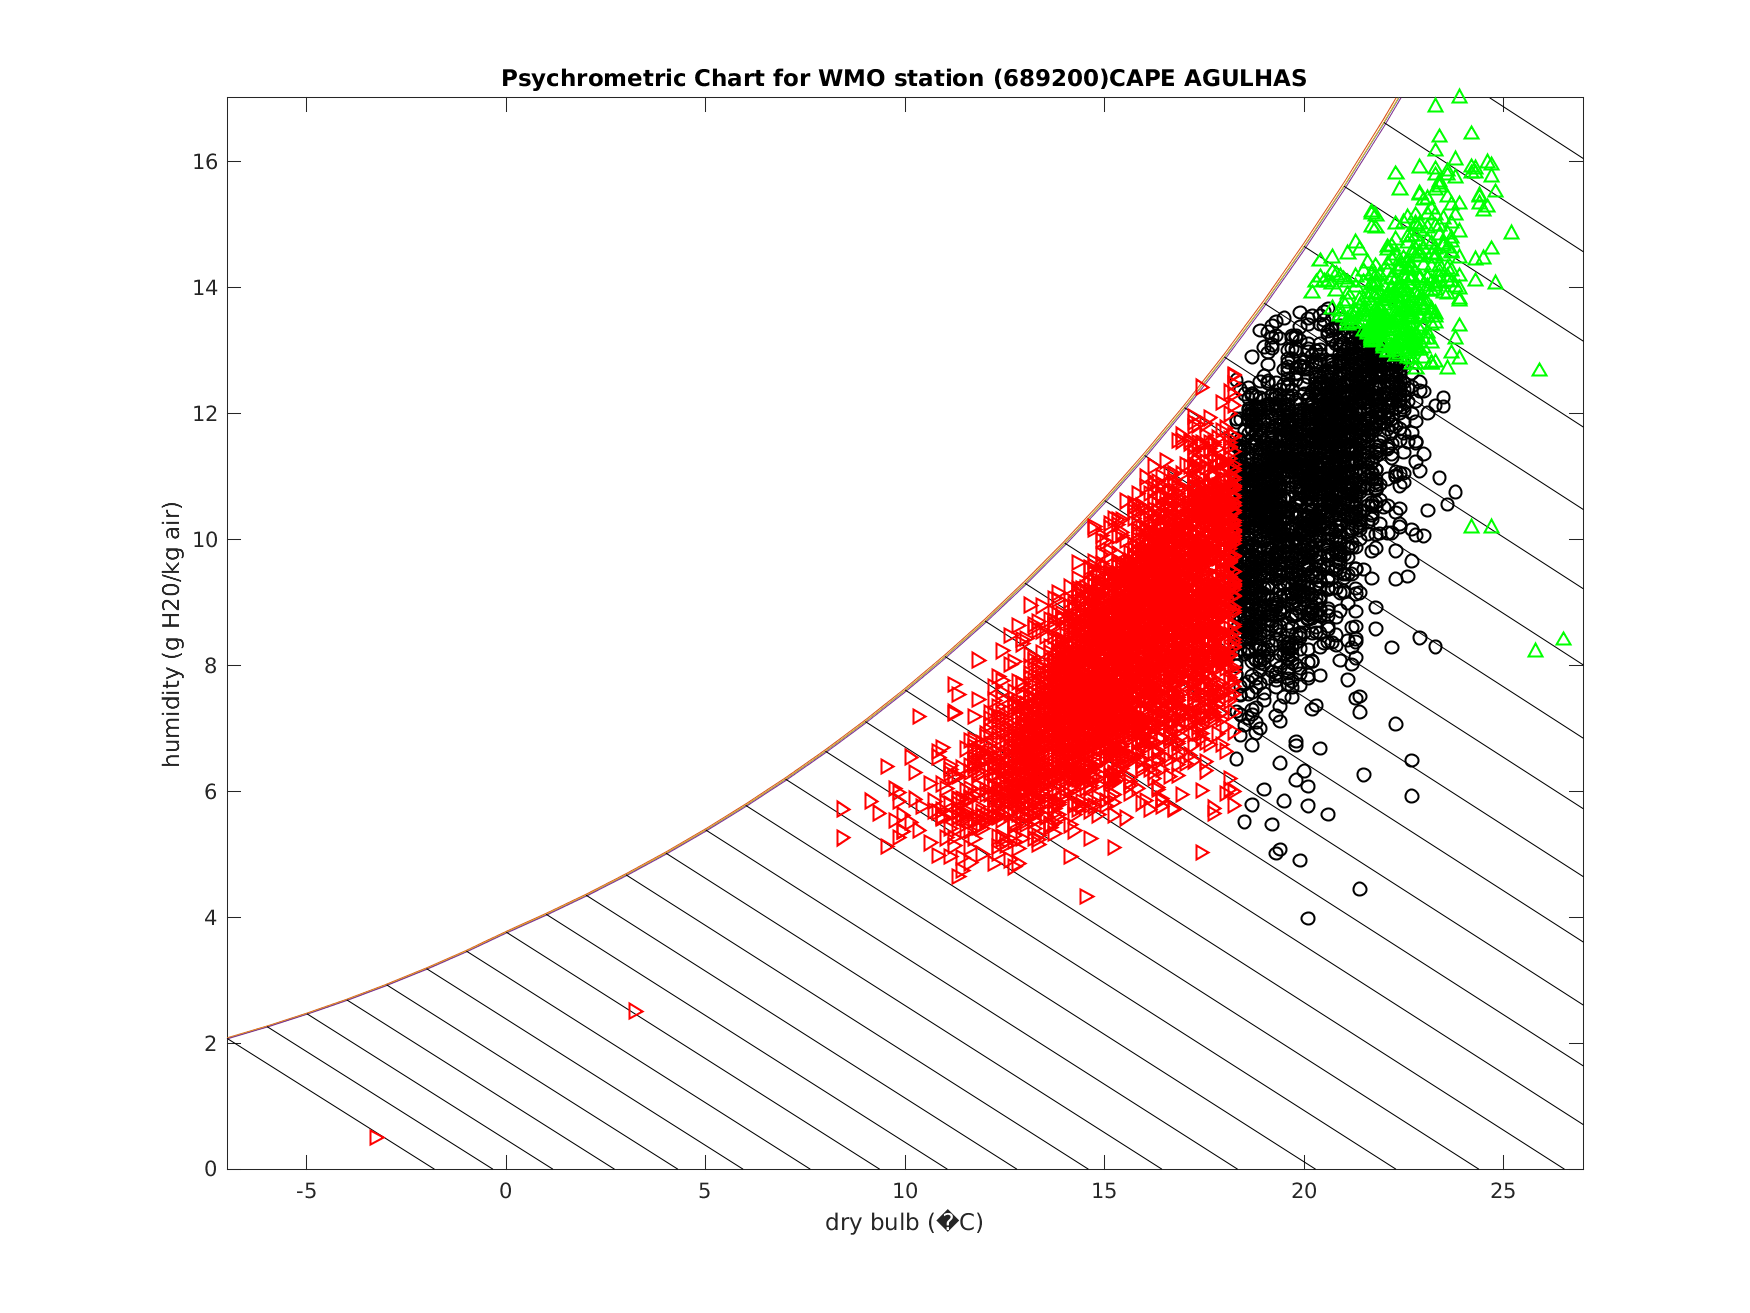 Psychrometric Chart for WMO station (689200)CAPE AGULHAS
16
14
12
10
8
6
4
2
0
humidity (g H20/kg air)
-5 0 5 10 15 20 25
dry bulb (�C)